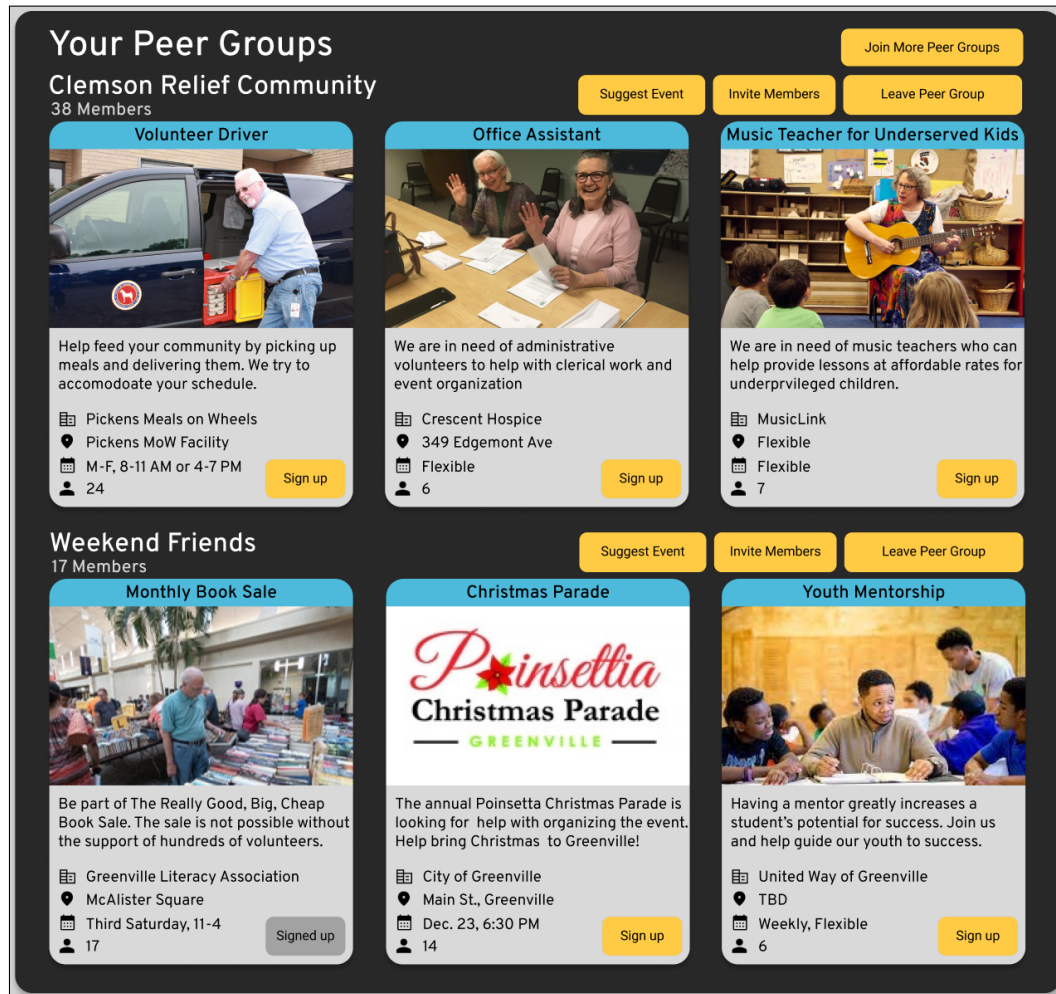 Your Peer Groups
Join More Peer Groups
Clemson Relief Community
38 Members
Suggest Event
Invite Members
Leave Peer Group
Volunteer Driver
Help feed your community by picking up
meals and delivering them. We try to
accomodoate your schedule.
Pickens Meals on Wheels
Pickens MoW Facility
M-F, 8-11 AM or 4-7 PM
24
Sign up
Office Assistant
We are in need of administrative
volunteers to help with clerical work and
event organization
Crescent Hospice
349 Edgemont Ave
Flexible
6
Sign up
Music Teacher for Underserved Kids
We are in need of music teachers who can
help provide lessons at affordable rates for
underprvileged children.
MusicLink
Flexible
Flexible
7
Sign up
Weekend Friends
17 Members
Suggest Event
Invite Members
Leave Peer Group
Monthly Book Sale
Be part of The Really Good, Big, Cheap
Book Sale. The sale is not possible without
the support of hundreds of volunteers.
Greenville Literacy Association
McAlister Square
Third Saturday, 11-4
17
Signed up
Christmas Parade
Poinsettia
Christmas Parade
GREENVILLE
The annual Poinsetta Christmas Parade is
looking for help with organizing the event.
Help bring Christmas to Greenville!
City of Greenville
Main St., Greenville
Dec. 23, 6:30 PM
14
Sign up
Youth Mentorship
Having a mentor greatly increases a
student's potential for success. Join us
and help guide our youth to success.
United Way of Greenville
TBD
Weekly, Flexible
6
Sign up